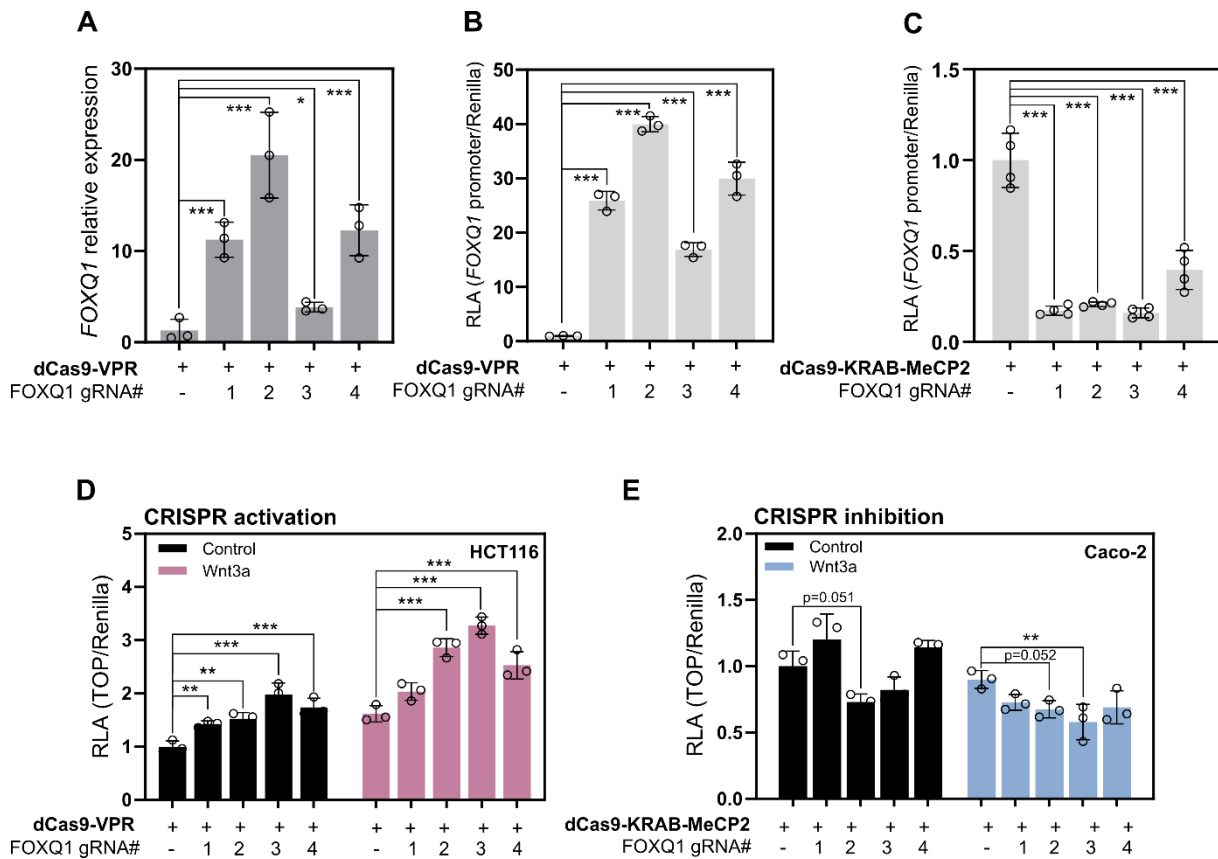 A
FOXQ1 relative expression
30
20
10
0
***
***
*
***
dCas9-VPR + + + + +
FOXQ1 gRNA# - 1 2 3 4
B
RLA (FOXQ1 promoter/Renilla)
50
40
30
20
10
0
***
***
***
***
dCas9-VPR + + + + +
FOXQ1 gRNA# - 1 2 3 4
C
RLA (FOXQ1 promoter/Renilla)
1.5
1.0
0.5
0.0
***
***
***
***
dCas9-KRAB-MeCP2 + + + + +
FOXQ1 gRNA# - 1 2 3 4
D
CRISPR activation
RLA (TOP/Renilla)
5
4
3
2
1
0
Control
Wnt3a
HCT116
**
**
***
***
***
***
***
dCas9-VPR + + + + + + + + + +
FOXQ1 gRNA# - 1 2 3 4 - 1 2 3 4
E
CRISPR inhibition
RLA (TOP/Renilla)
2.0
1.5
1.0
0.5
0.0
Control
Wnt3a
Caco-2
p=0.051
**
p=0.052
dCas9-KRAB-MeCP2 + + + + + + + + + +
FOXQ1 gRNA# - 1 2 3 4 - 1 2 3 4